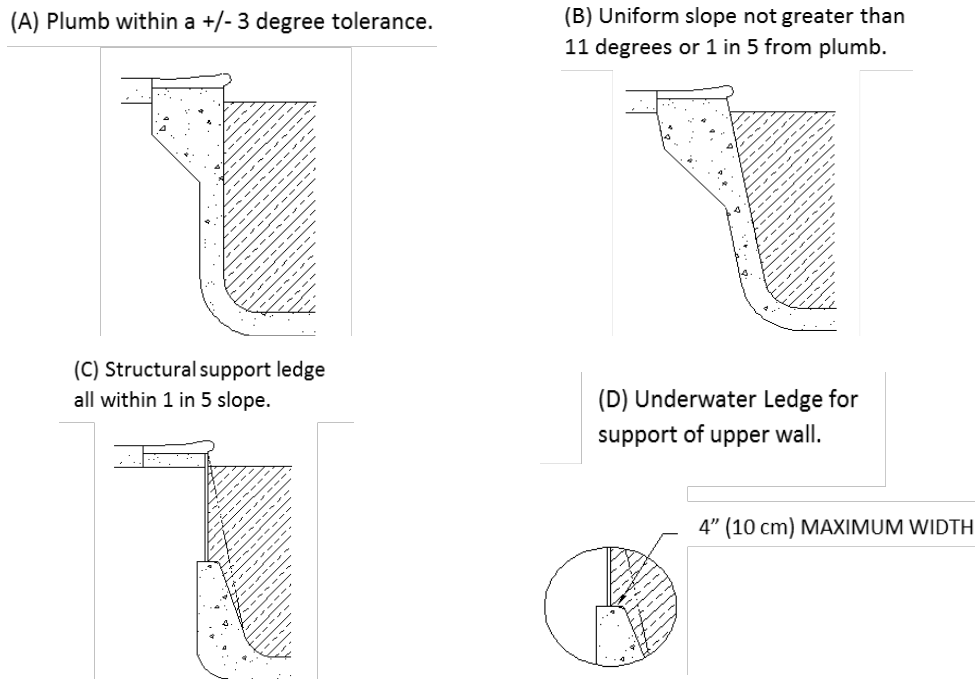 (A) Plumb within a +/- 3 degree tolerance.
(B) Uniform slope not greater than
11 degrees or 1 in 5 from plumb.
(C) Structural support ledge
all within 1 in 5 slope.
(D) Underwater Ledge for
support of upper wall.
4” (10 cm) MAXIMUM WIDTH